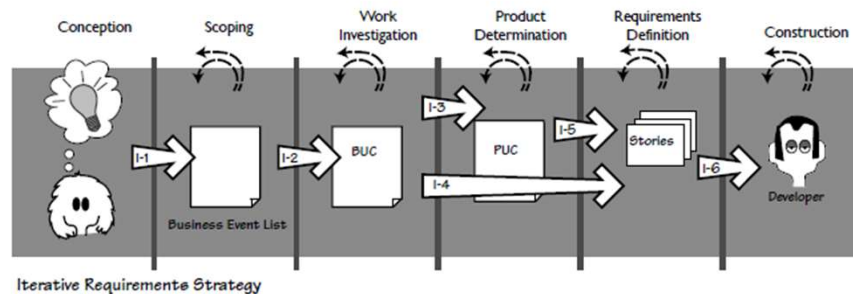 Conception
Scoping
Work
Investigation
Product
Determination
Requirements
Definition
Construction
I-1
Business Event List
I-2
BUC
I-3
I-4
PUC
I-5
Stories
I-6
Developer
Iterative Requirements Strategy